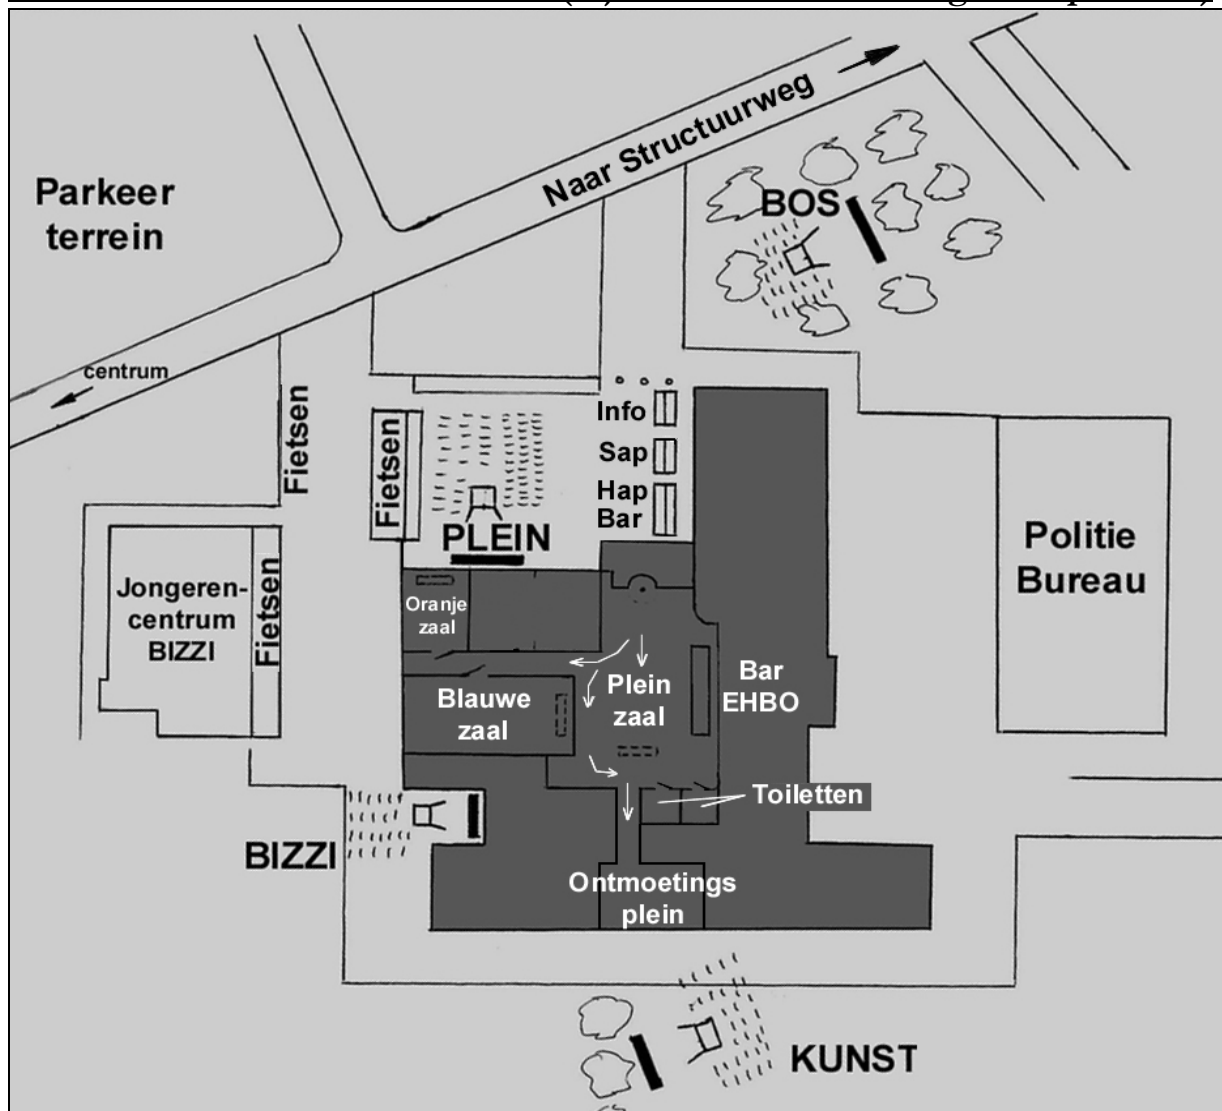 Naar Structuurweg
Parkeer
terrein
BOS
centrum
Fietsen
Fietsen
Info
Sap
Hap
Bar
PLEIN
Politie
Bureau
Jongeren-
centrum
BIZZI
Fietsen
Oranje
zaal
Blauwe
zaal
Plein
zaal
Bar
EHBO
Toiletten
BIZZI
Ontmoetings
plein
KUNST